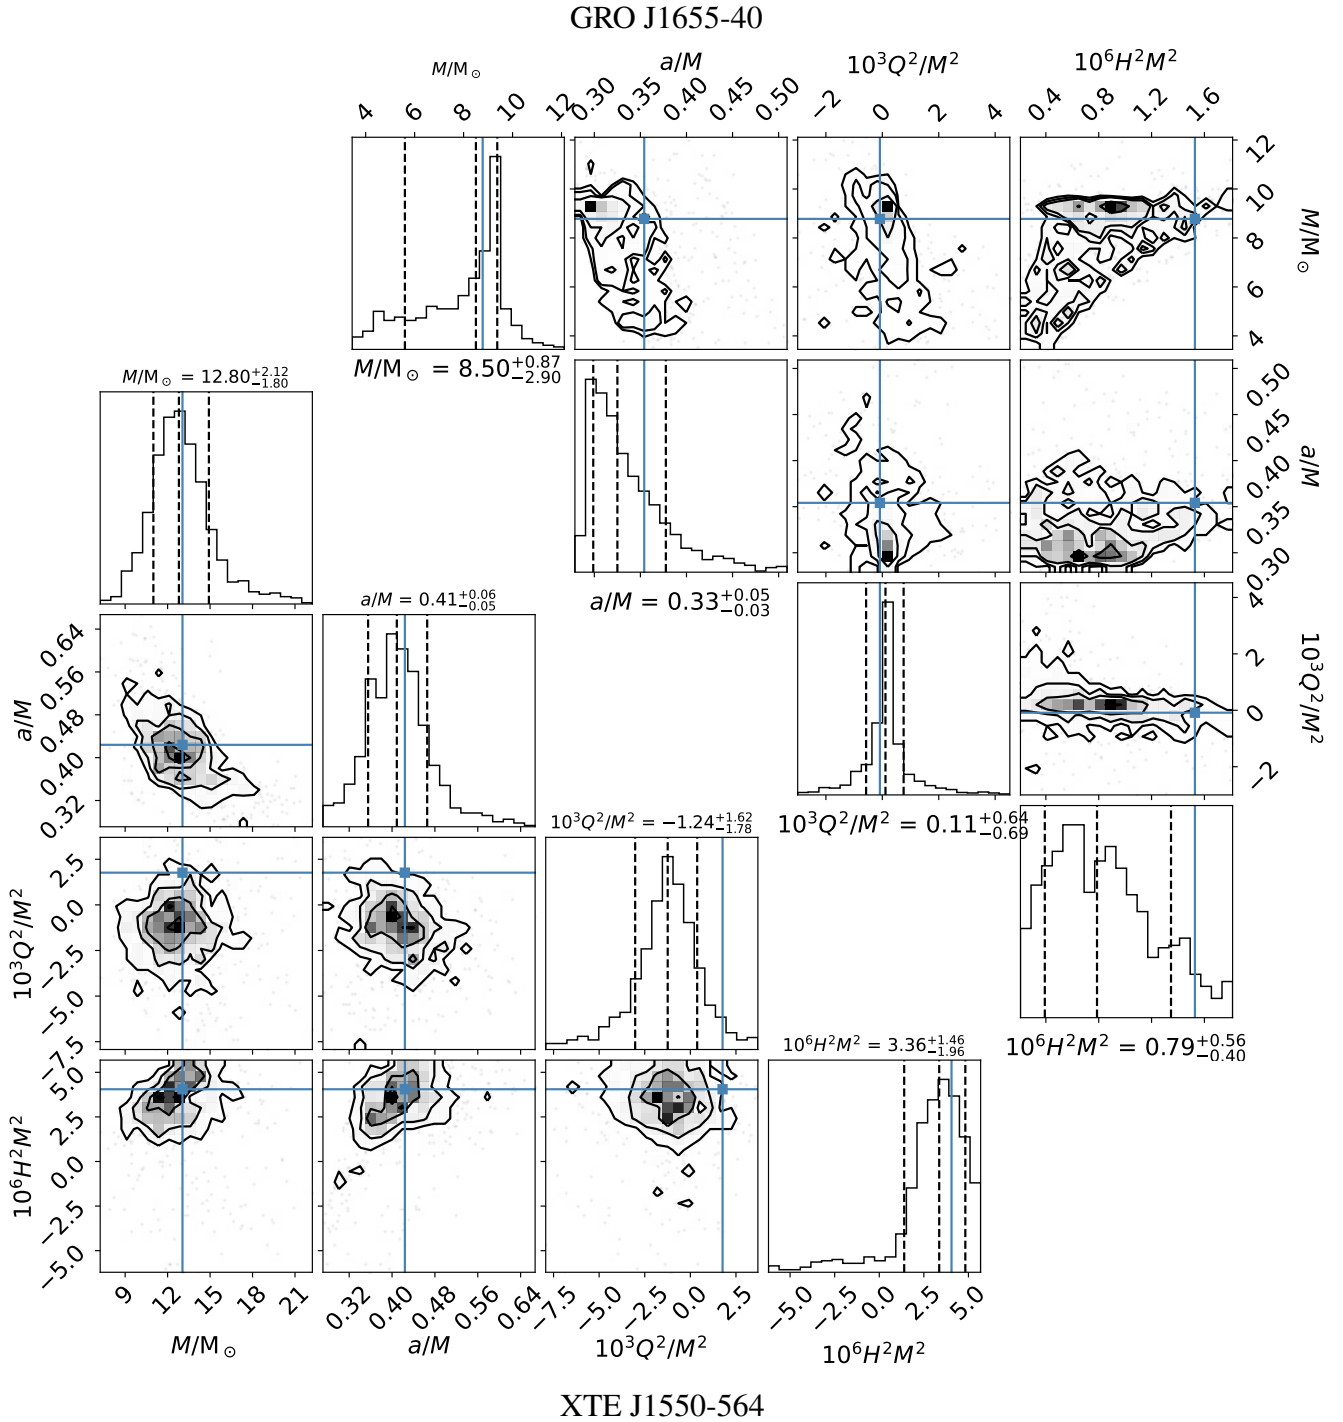 GRO J1655-40
M/M⊙ a/M 10³Q²/M² 10⁶H²M²
4 6 8 10 12 0.30 0.35 0.40 0.45 0.50 −2 0 2 4 0.4 0.8 1.2 1.6
12 10 8 6 4
M/M⊙
M/M⊙ = 8.50 +0.87 −2.90
M/M⊙ = 12.80 +2.12 −1.80
0.50 0.45 0.40 0.35 0.30
a/M
a/M = 0.33 +0.05 −0.03
a/M = 0.41 +0.06 −0.05
4 2 0 −2
10³Q²/M²
0.64 0.56 0.48 0.40 0.32
a/M
10³Q²/M² = −1.24 +1.62 −1.78
10³Q²/M² = 0.11 +0.64 −0.69
2.5 0.0 −2.5 −5.0 −7.5
10³Q²/M²
10⁶H²M² = 3.36 +1.46 −1.96
10⁶H²M² = 0.79 +0.56 −0.40
5.0 2.5 0.0 −2.5 −5.0
10⁶H²M²
9 12 15 18 21 0.32 0.40 0.48 0.56 0.64 −7.5 −5.0 −2.5 0.0 2.5 −5.0 −2.5 0.0 2.5 5.0
M/M⊙ a/M 10³Q²/M² 10⁶H²M²
XTE J1550-564